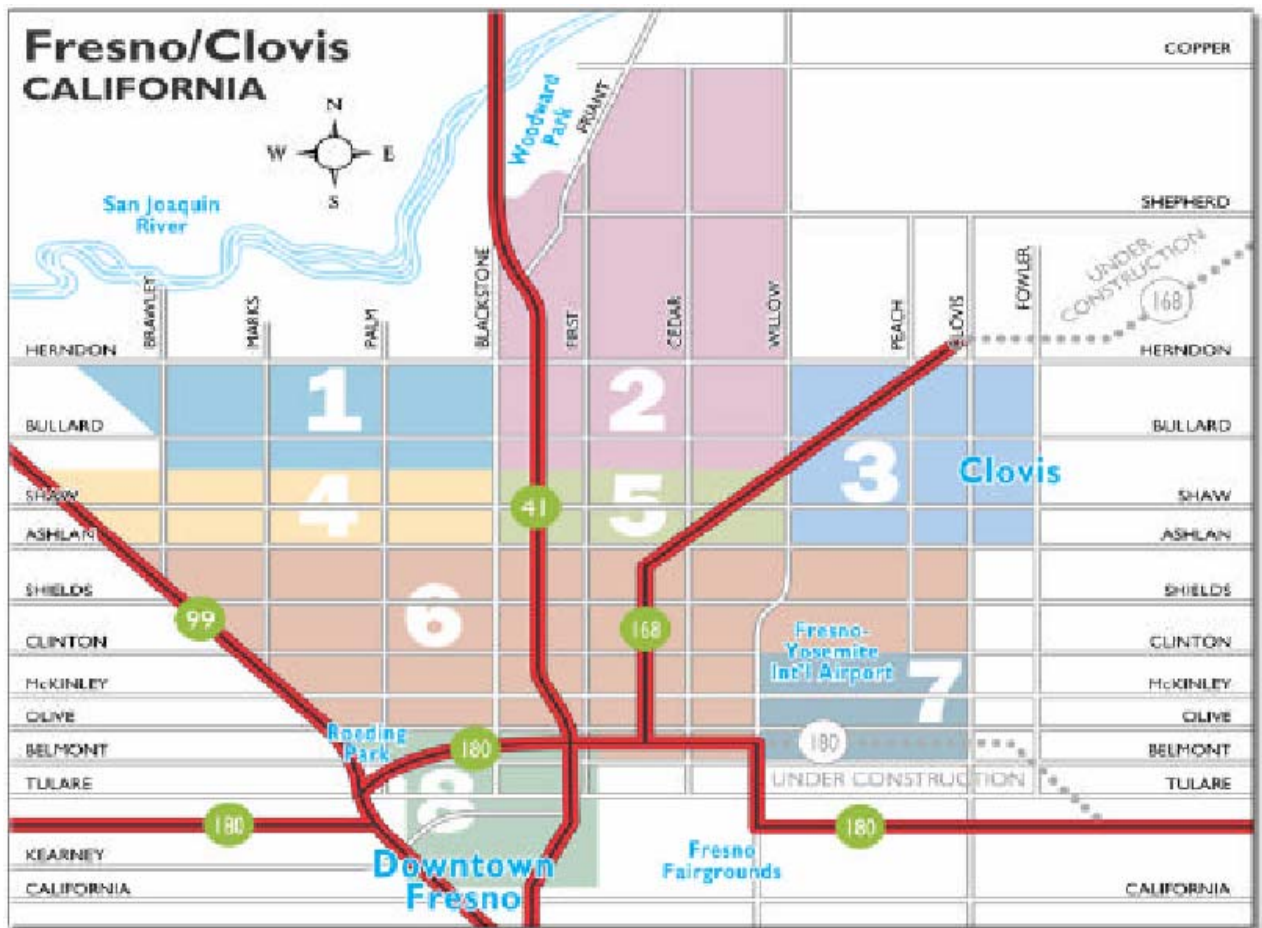 Fresno/Clovis
CALIFORNIA
N
W
E
S
San Joaquin
River
Woodward
Park
FRIANT
COPPER
SHEPHERD
UNDER
CONSTRUCTION
168
BRAWLEY
MARKS
PALM
BLACKSTONE
FIRST
CEDAR
WILLOW
PEACH
CLOVIS
FOWLER
HERNDON
HERNDON
1
2
BULLARD
BULLARD
3
Clovis
4
5
41
SHAW
SHAW
ASHLAN
ASHLAN
SHIELDS
SHIELDS
99
6
168
Fresno-
Yosemite
Int'l Airport
CLINTON
CLINTON
7
McKINLEY
McKINLEY
OLIVE
OLIVE
Roeding
Park
180
180
BELMONT
BELMONT
TULARE
UNDER CONSTRUCTION
TULARE
8
180
180
KEARNEY
Downtown
Fresno
Fresno
Fairgrounds
CALIFORNIA
CALIFORNIA